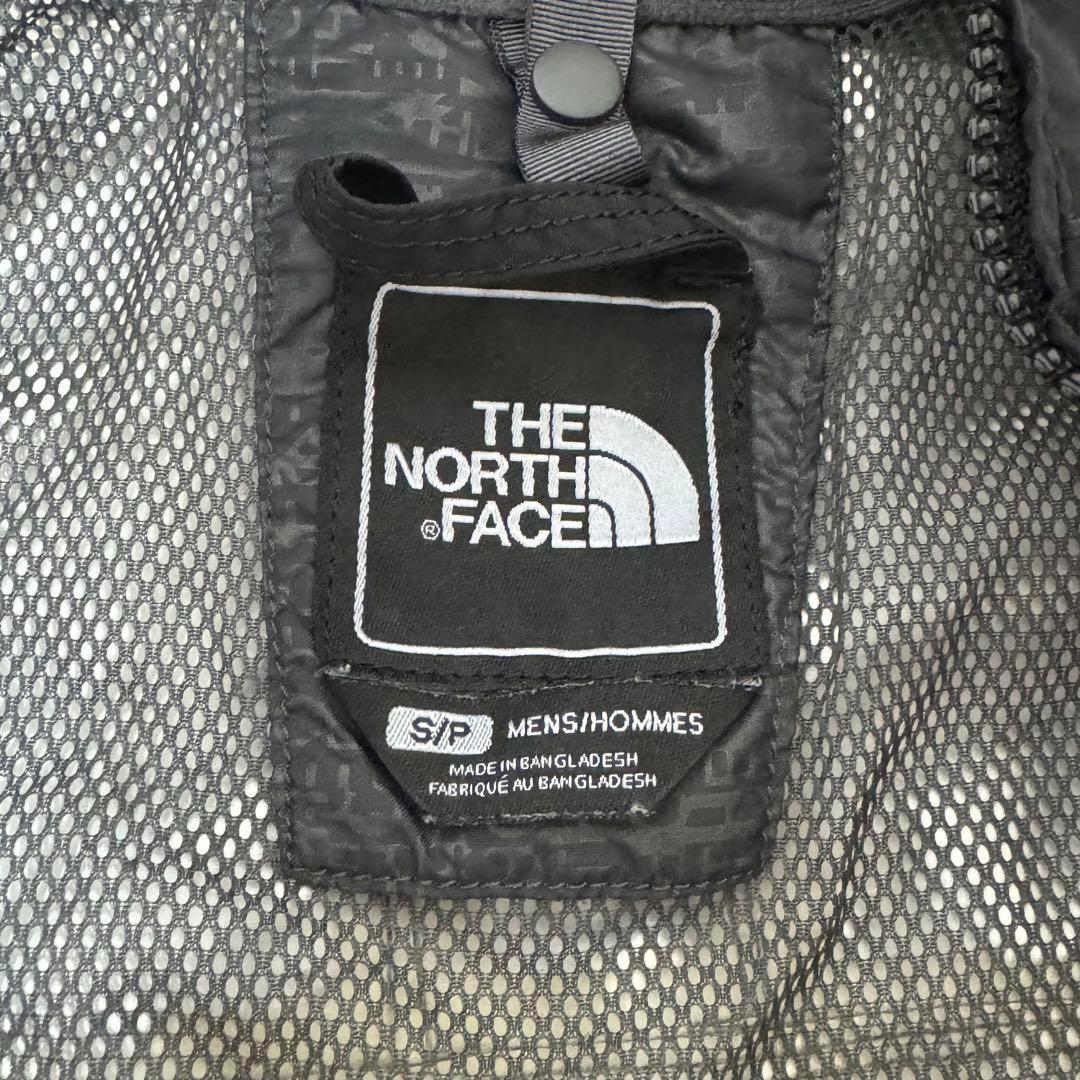 THE
NORTH
® FACE
S/P MENS/HOMMES
MADE IN BANGLADESH
FABRIQUÉ AU BANGLADESH